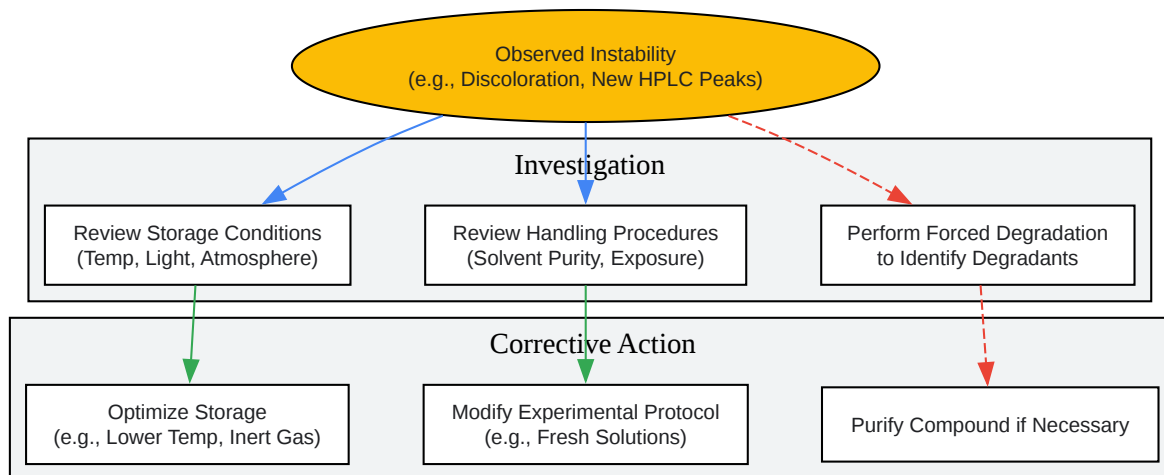 Observed Instability
(e.g., Discoloration, New HPLC Peaks)
Investigation
Review Storage Conditions
(Temp, Light, Atmosphere)
Review Handling Procedures
(Solvent Purity, Exposure)
Perform Forced Degradation
to Identify Degradants
Corrective Action
Optimize Storage
(e.g., Lower Temp, Inert Gas)
Modify Experimental Protocol
(e.g., Fresh Solutions)
Purify Compound if Necessary